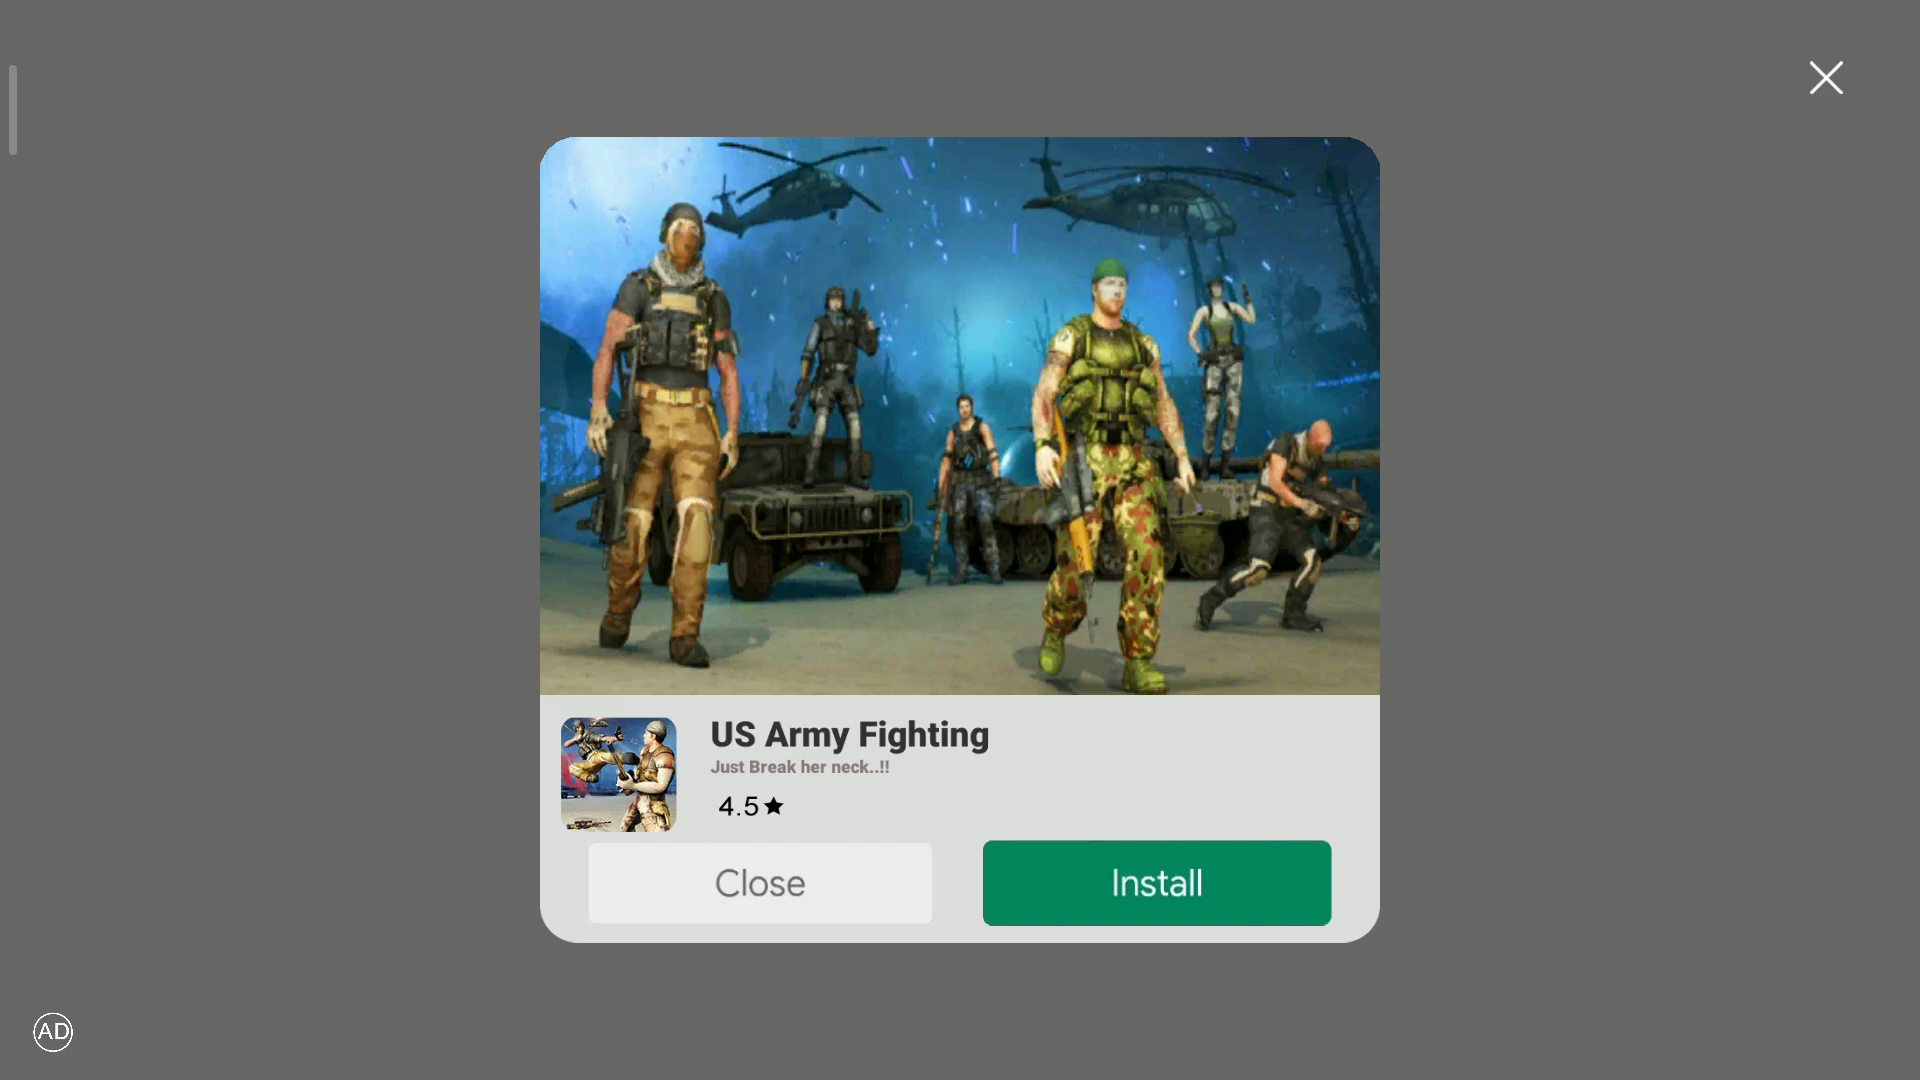 US Army Fighting
Just Break her neck..!!
4.5★
Close
Install
AD